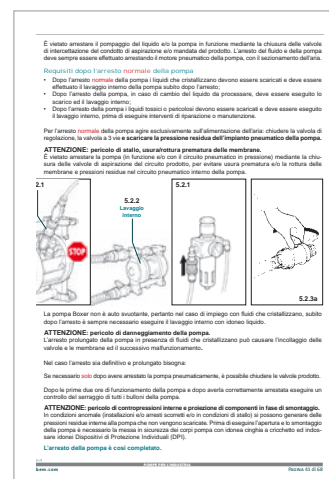 È vietato arrestare il pompaggio del liquido e/o la pompa in funzione mediante la chiusura delle valvole
di intercettazione del condotto di aspirazione e/o mandata del prodotto. L'arresto del fluido e della pompa
deve sempre essere effettuato arrestando il motore pneumatico della pompa, con il sezionamento dell'aria.
Requisiti dopo l'arresto normale della pompa
• Dopo l'arresto normale della pompa i liquidi che cristallizzano devono essere scaricati e deve essere
effettuato il lavaggio interno della pompa subito dopo l'arresto;
• Dopo l'arresto della pompa, in caso di cambio del liquido da processare, deve essere eseguito lo
scarico ed il lavaggio interno;
• Dopo l'arresto della pompa i liquidi tossici o pericolosi devono essere scaricati e deve essere eseguito
il lavaggio interno, prima di eseguire interventi di riparazione o manutenzione.
Per l'arresto normale della pompa agire esclusivamente sull'alimentazione dell'aria: chiudere la valvola di
regolazione, la valvola a 3 vie e scaricare la pressione residua dell'impianto pneumatico della pompa.
ATTENZIONE: pericolo di stallo, usura/rottura prematura delle membrane.
È vietato arrestare la pompa (in funzione e/o con il circuito pneumatico in pressione) mediante la chiu-
sura delle valvole di aspirazione del circuito prodotto, per evitare usura prematura e/o la rottura delle
membrane e pressioni residue nel circuito pneumatico interno della pompa.
2.1
5.2.2
Lavaggio
interno
STOP
5.2.1
5.2.3a
La pompa Boxer non è auto svuotante, pertanto nel caso di impiego con fluidi che cristallizzano, subito
dopo l'arresto è sempre necessario eseguire il lavaggio interno con idoneo liquido.
ATTENZIONE: pericolo di danneggiamento della pompa.
L'arresto prolungato della pompa in presenza di fluidi che cristallizzano può causare l'incollaggio delle
valvole e le membrane ed il successivo malfunzionamento.
Nel caso l'arresto sia definitivo e prolungato bisogna:
Se necessario solo dopo avere arrestato la pompa pneumaticamente, è possibile chiudere le valvole prodotto.
Dopo le prime due ore di funzionamento della pompa e dopo averla correttamente arrestata eseguire un
controllo del serraggio di tutti i bulloni della pompa.
ATTENZIONE: pericolo di contropressioni interne e proiezione di componenti in fase di smontaggio.
In condizioni anomale (installazioni e/o arresti scorretti e/o in condizioni di stallo) si possono generare delle
pressioni residue interne alla pompa che non vengono scaricate. Prima di eseguire l'apertura e lo smontaggio
della pompa è necessario la messa in sicurezza dei corpi pompa con idonea cinghia a cricchetto ed indos-
sare idonei Dispositivi di Protezione Individuali (DPI).
L'arresto della pompa è così completato.
POMPE PER L'INDUSTRIA
bem.com
PAGINA 43 di 68